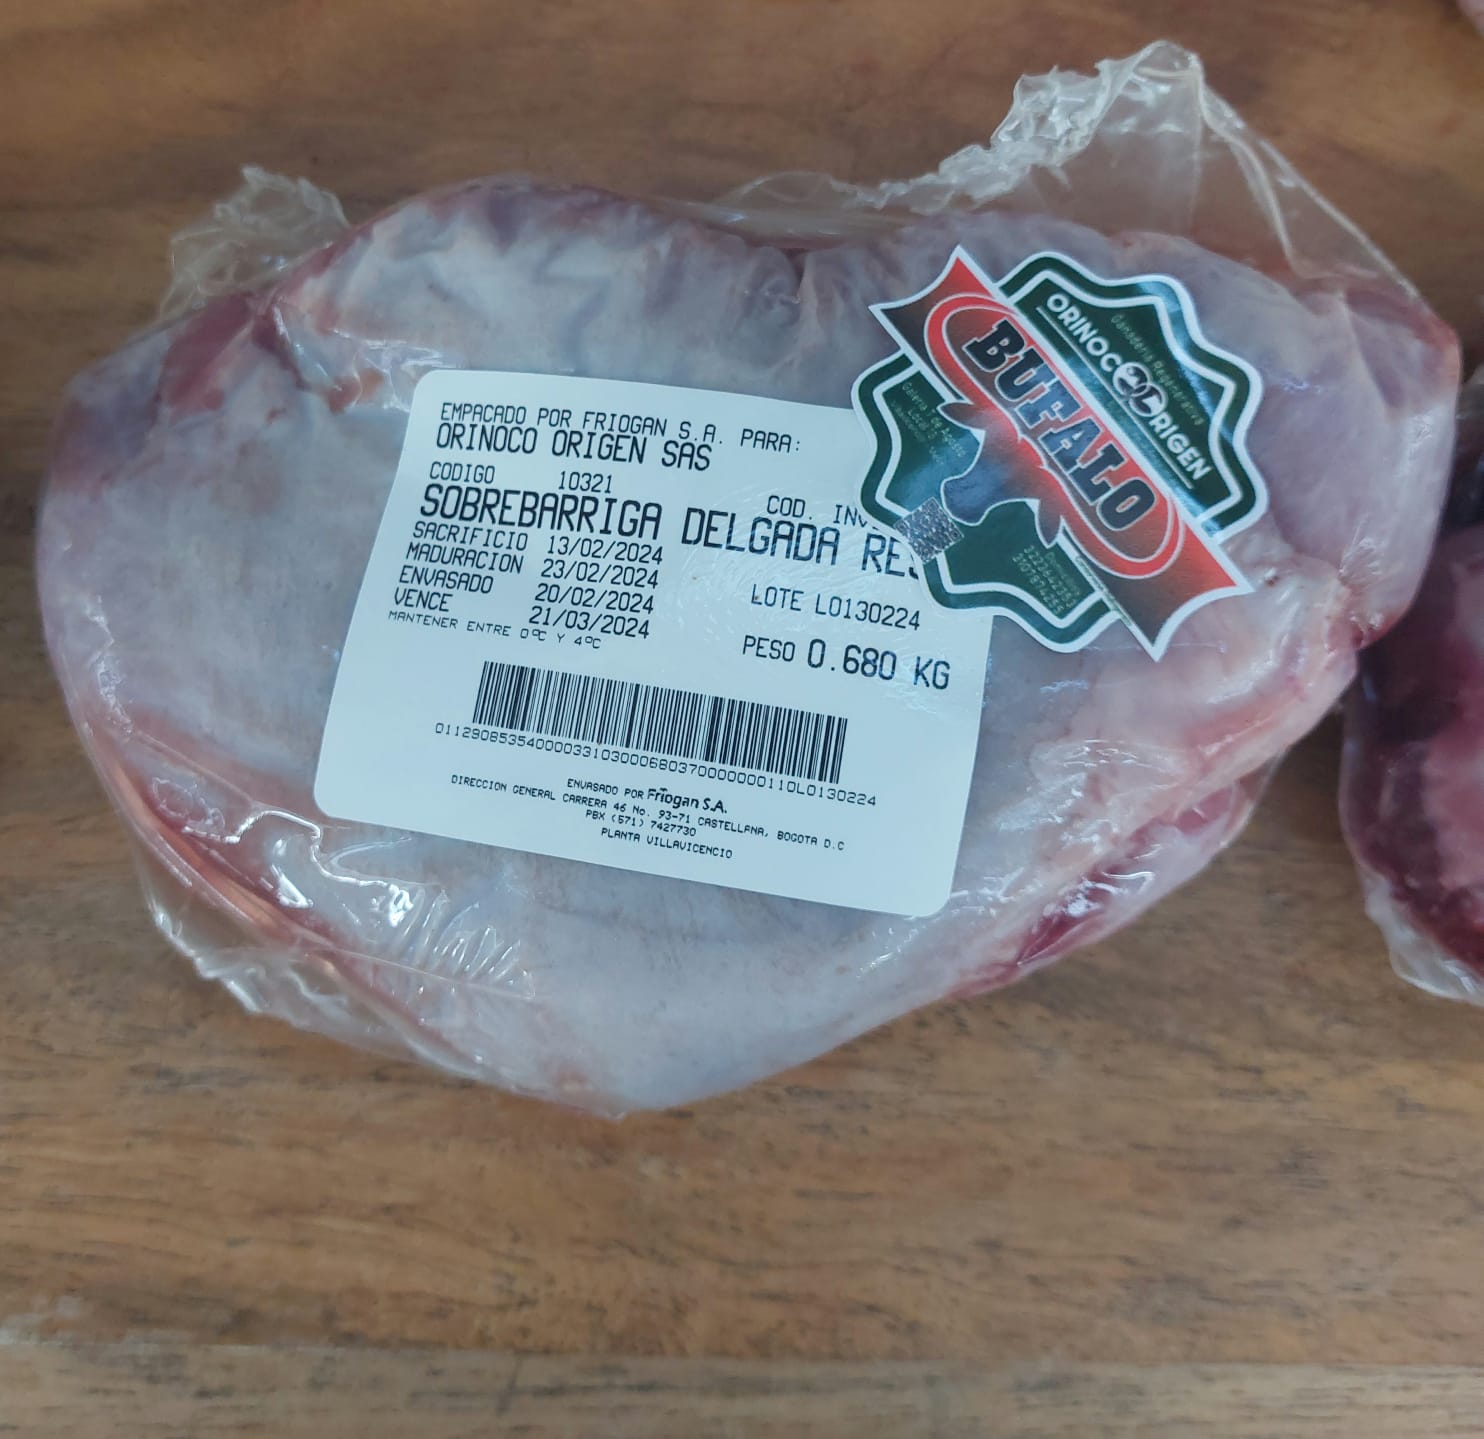 EMPACADO POR FRIOGAN S.A. PARA:
ORINOCO ORIGEN SAS
CODIGO 10321
COD. INV
SOBREBARRIGA DELGADA RES
SACRIFICIO 13/02/2024
MADURACION 23/02/2024
ENVASADO 20/02/2024
LOTE L0130224
VENCE 21/03/2024
PESO 0.680 KG
MANTENER ENTRE 0ºC Y 4ºC
01129085354000033103000680370000000110L0130224
ENVASADO POR Friogan S.A.
DIRECCION GENERAL CARRERA 46 No. 93-71 CASTELLANA, BOGOTA D.C
PBX (571) 7427730
PLANTA VILLAVICENCIO
Ganadería Regenerativa
ORINOCO ORIGEN
BUFALO